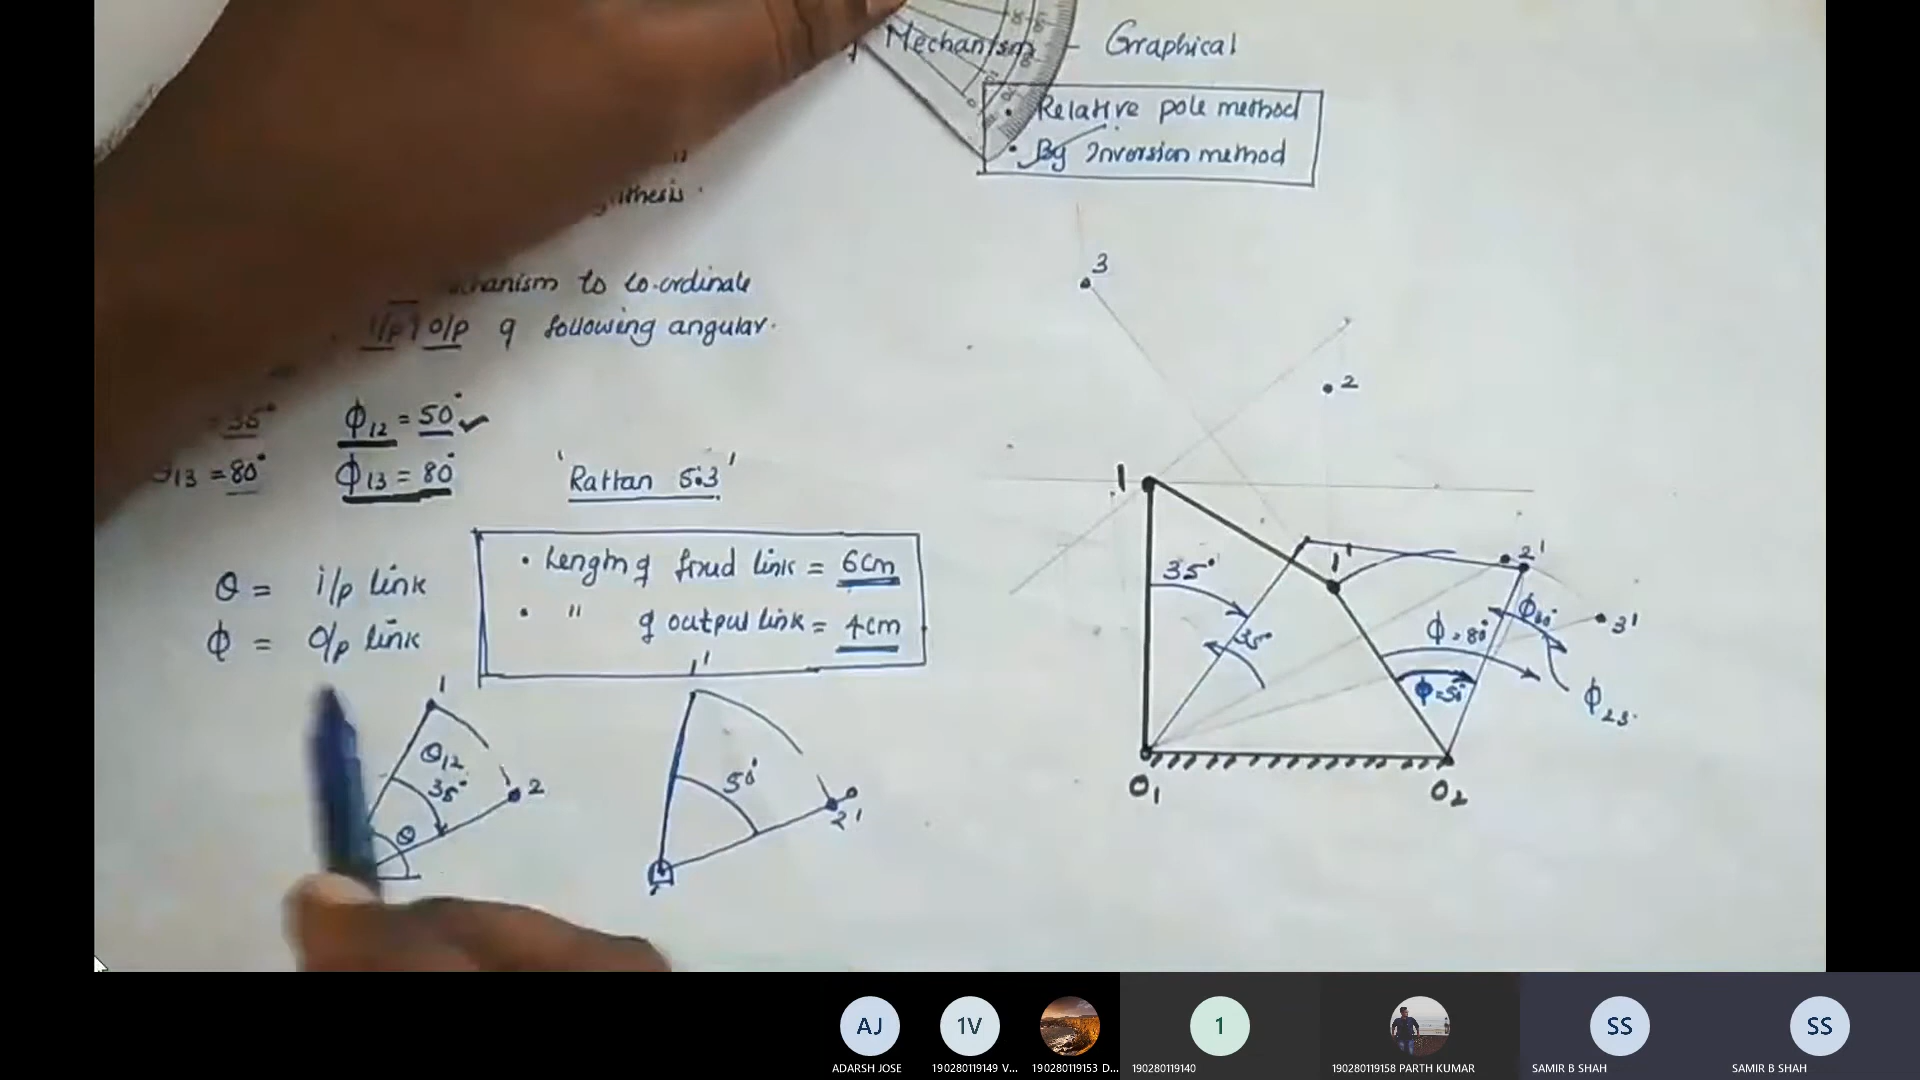 Mechanism - Graphical
• Relative pole method
• By Inversion method
to co-ordinate
i/p o/p of following angular.
= 35° ϕ12 = 50° ✓
13 = 80° ϕ13 = 80°
'Rattan 5.3'
θ = i/p link
ϕ = o/p link
• Length of fixed link = 6cm
• " of output link = 4cm
1
θ12
35°
θ
2
1'
50°
2'
3
2
1
1'
1'
2'
3'
35°
35°
ϕ = 80°
ϕ23.
O1
O2
AJ
1V
1
SS
SS
ADARSH JOSE
190280119149 V...
190280119153 D...
190280119140
190280119158 PARTH KUMAR
SAMIR B SHAH
SAMIR B SHAH